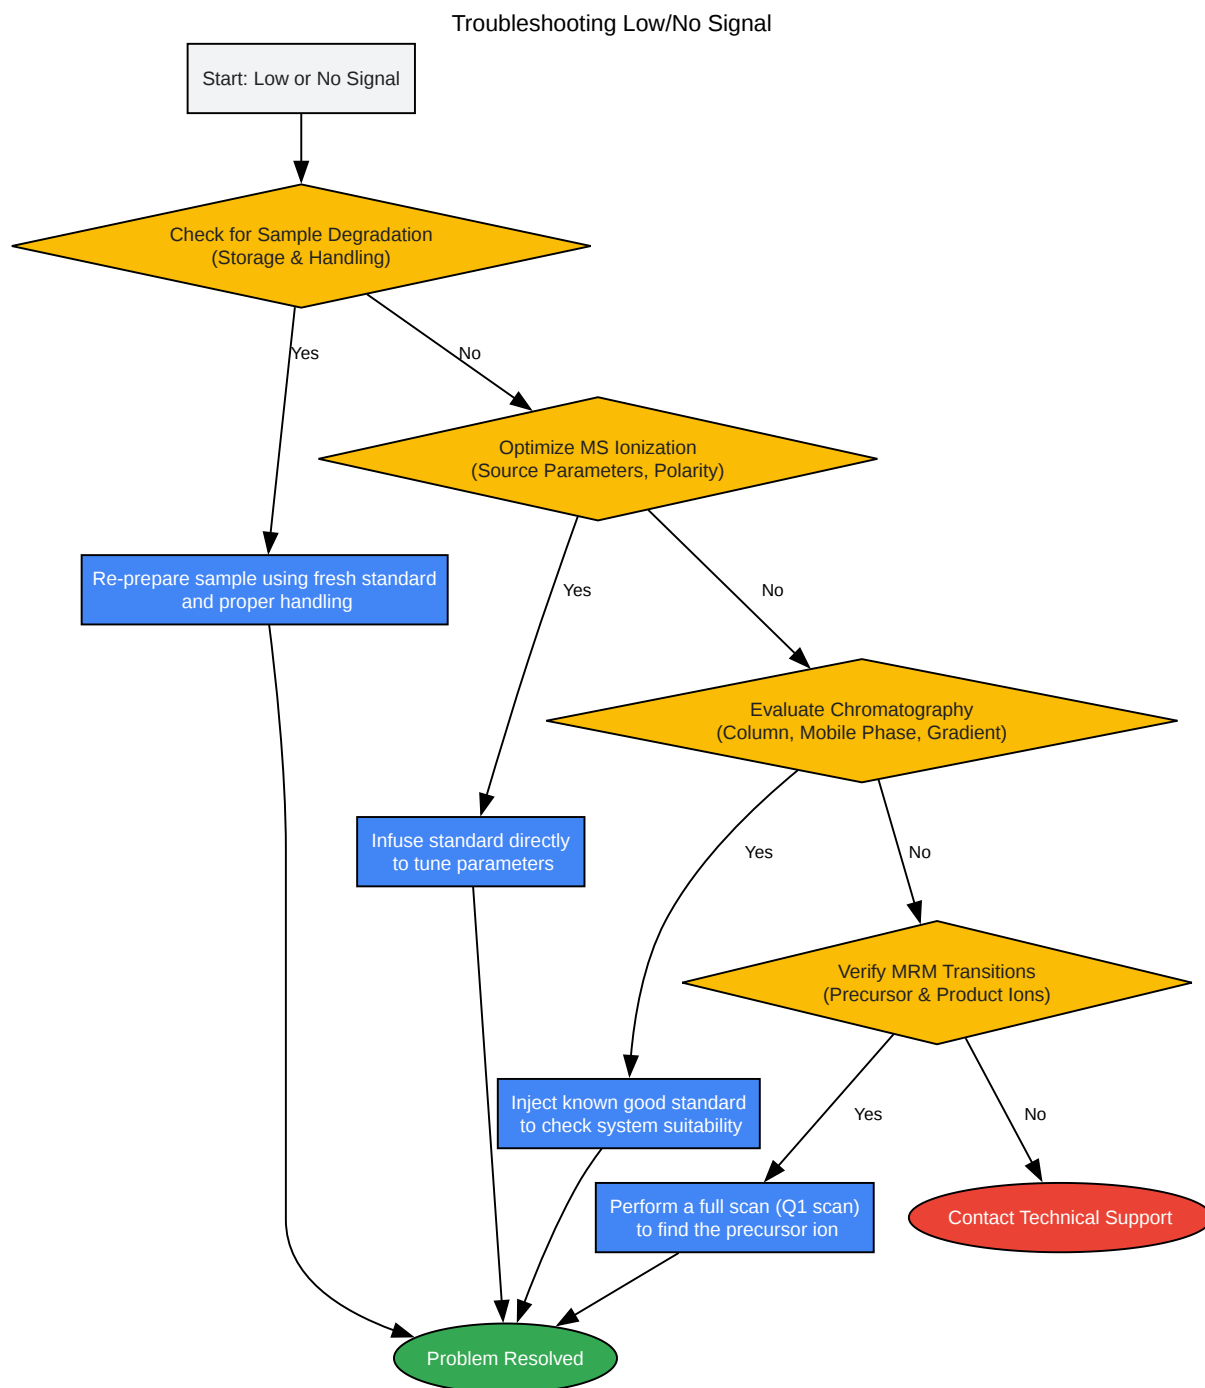 Troubleshooting Low/No Signal
Start: Low or No Signal
Check for Sample Degradation
(Storage & Handling)
Yes
No
Optimize MS Ionization
(Source Parameters, Polarity)
Re-prepare sample using fresh standard
and proper handling
Yes
No
Evaluate Chromatography
(Column, Mobile Phase, Gradient)
Infuse standard directly
to tune parameters
Yes
No
Verify MRM Transitions
(Precursor & Product Ions)
Inject known good standard
to check system suitability
Yes
No
Perform a full scan (Q1 scan)
to find the precursor ion
Contact Technical Support
Problem Resolved